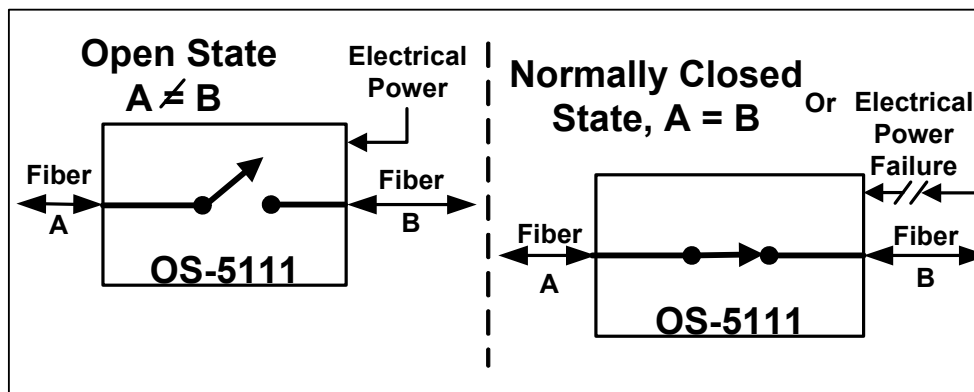 Open State
A ≠ B
Electrical
Power
Fiber
A
Fiber
B
OS-5111
Normally Closed
State, A = B
Or
Electrical
Power
Failure
Fiber
A
Fiber
B
OS-5111